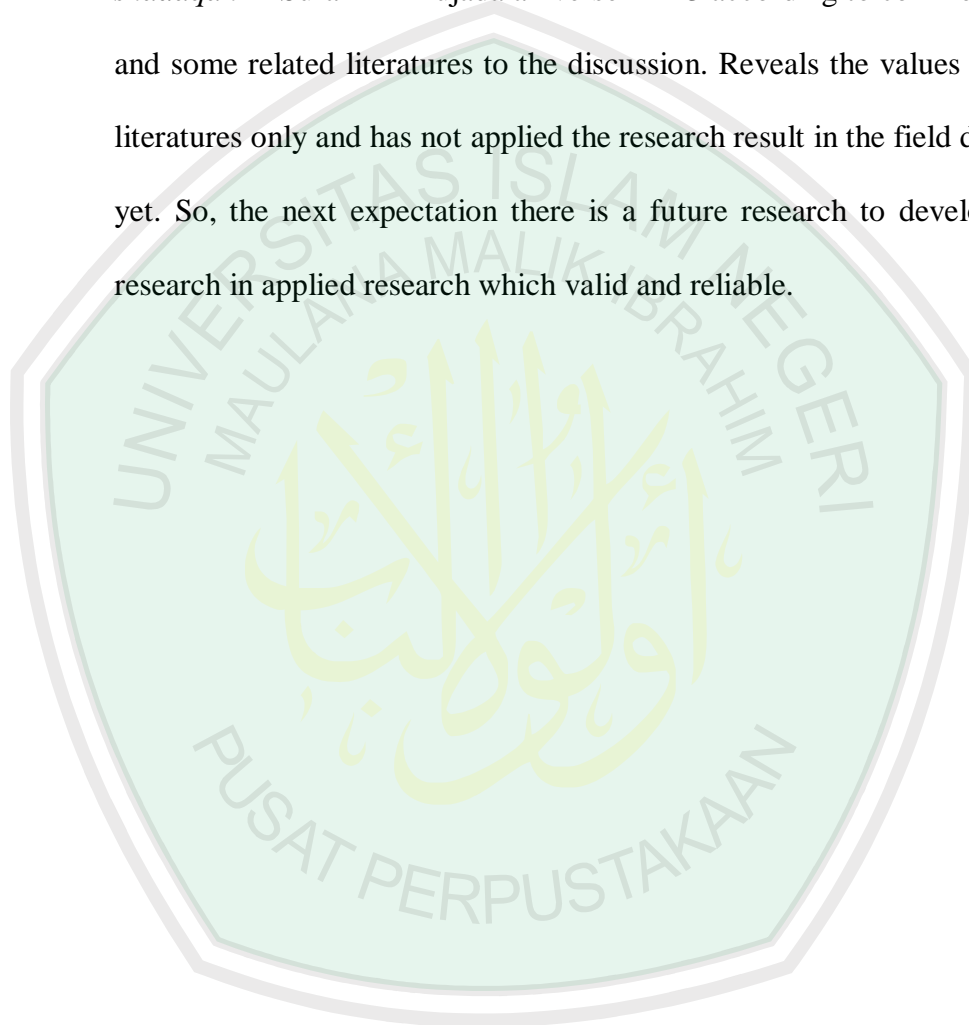 and some related literatures to the discussion. Reveals the values
literatures only and has not applied the research result in the field
yet. So, the next expectation there is a future research to
research in applied research which valid and reliable.
UNIVERSITAS ISLAM NEGERI
MAULANA MALIK IBRAHIM
أولوا الألباب
PUSAT PERPUSTAKAAN